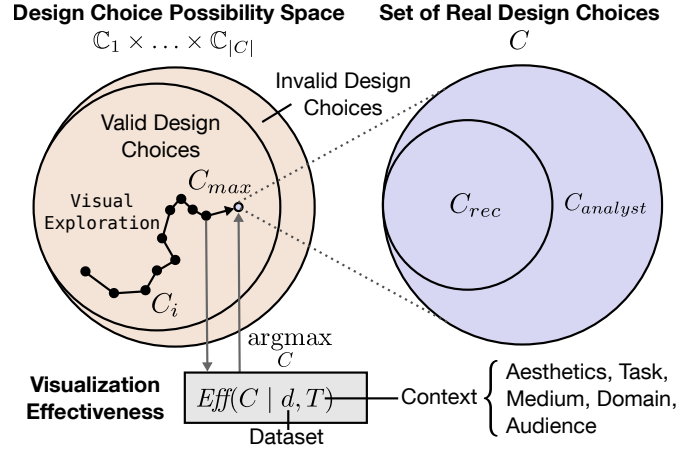 Design Choice Possibility Space
ℂ₁ × … × ℂ|C|
Set of Real Design Choices
C
Invalid Design
Choices
Valid Design
Choices
Visual
Exploration
Cmax
Ci
Crec
Canalyst
argmax
C
Visualization
Effectiveness
Eff(C | d, T)
Dataset
Context
Aesthetics, Task,
Medium, Domain,
Audience